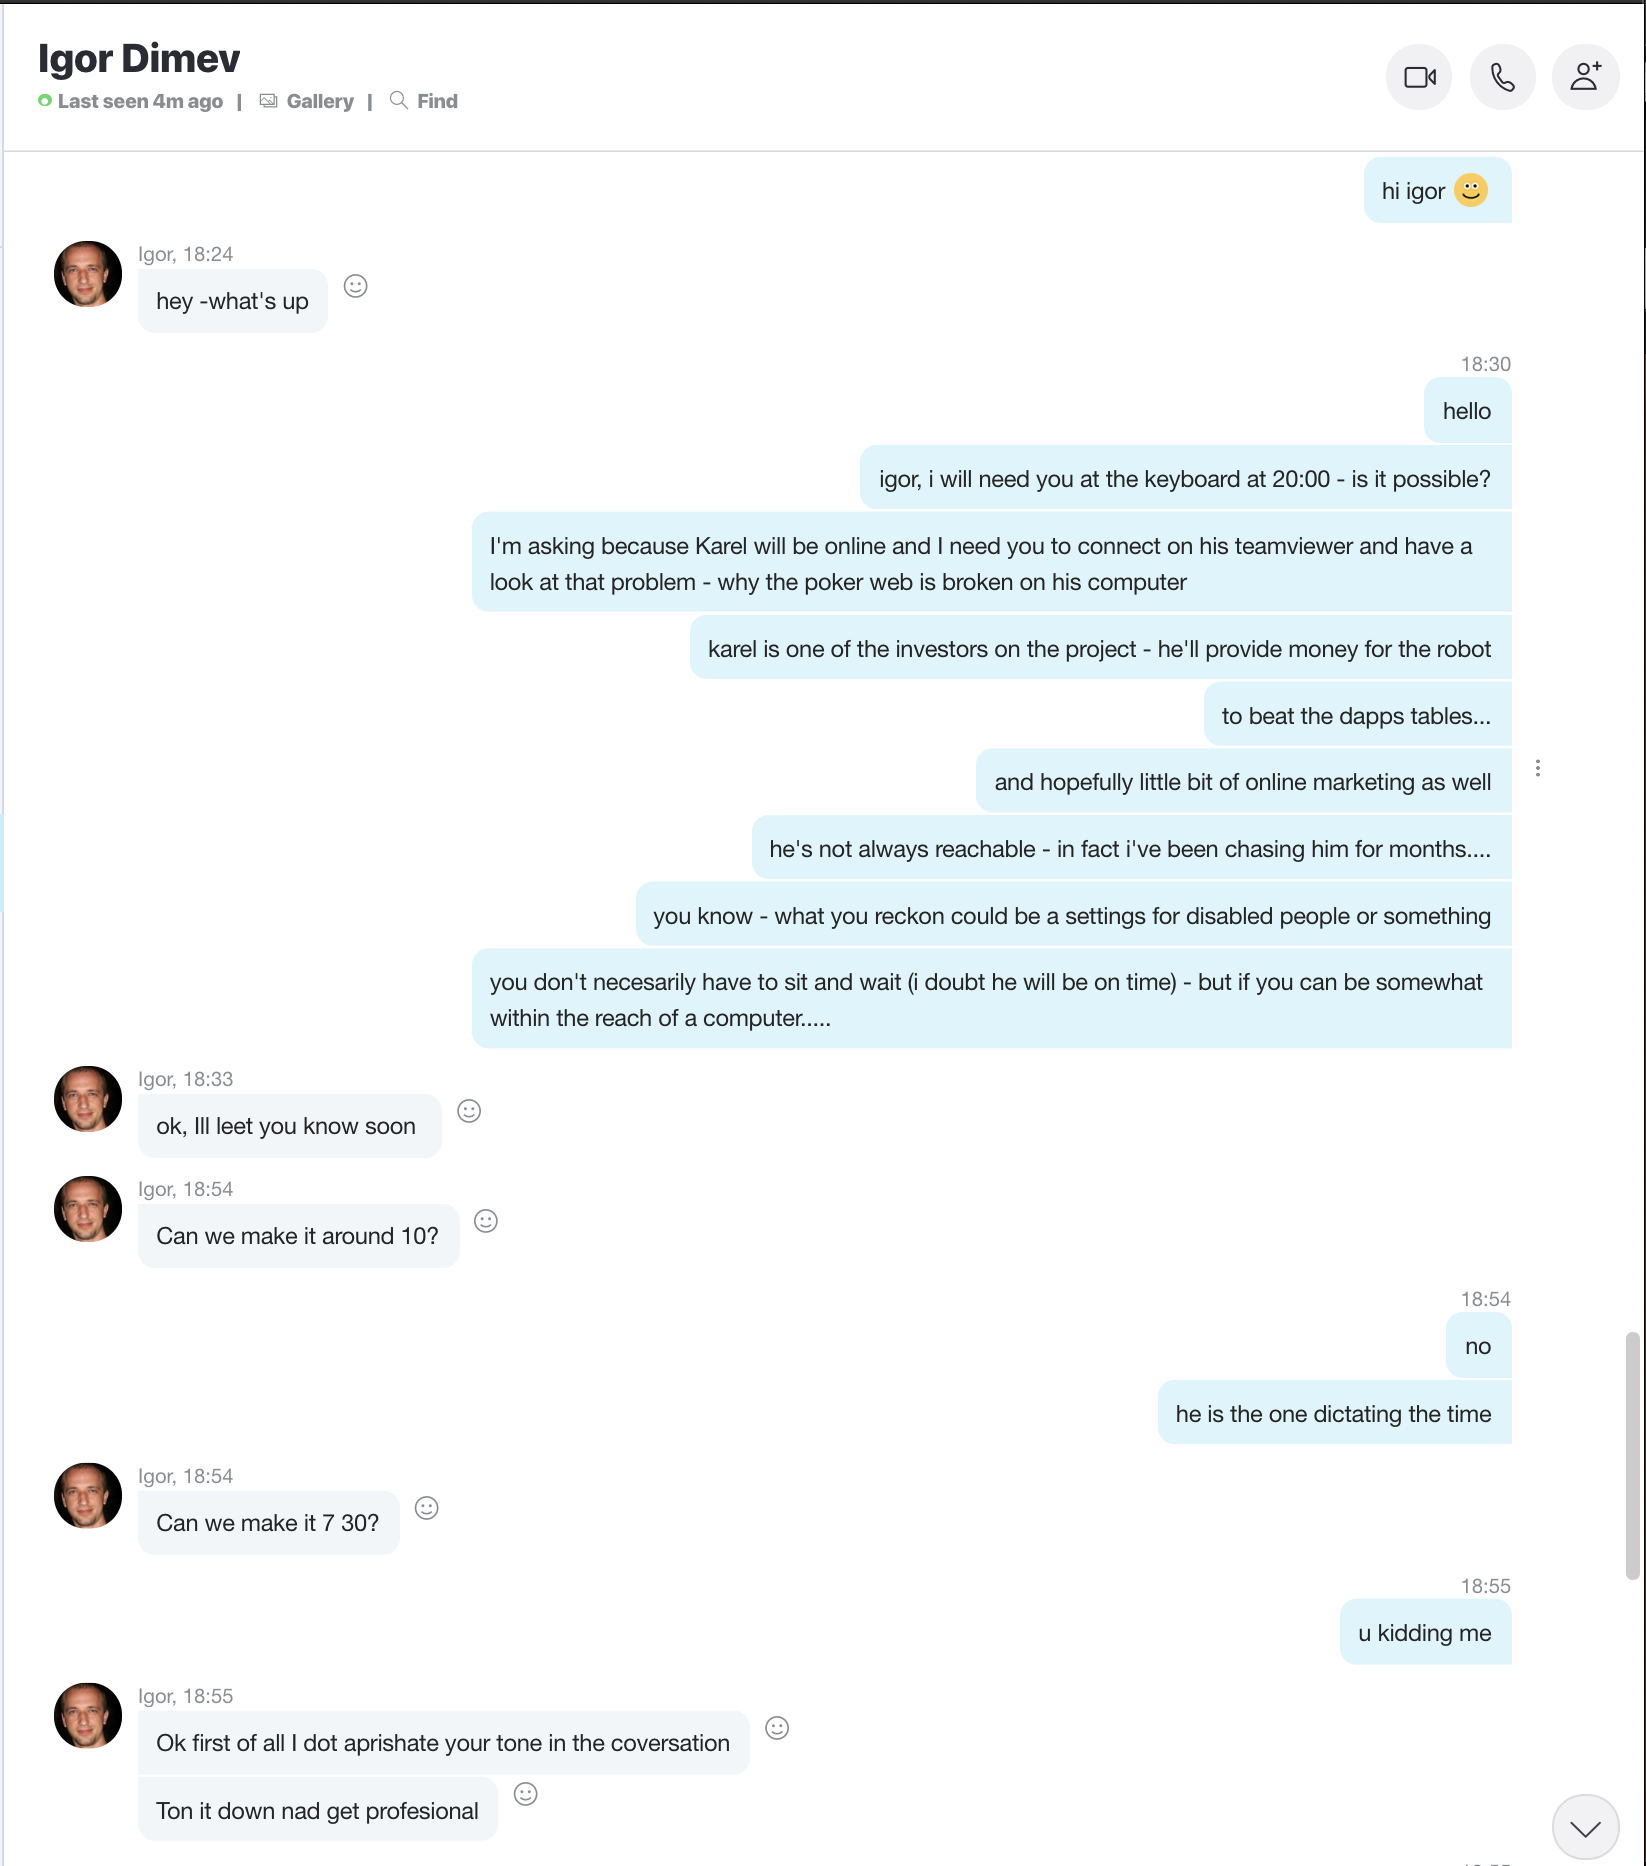 Igor Dimev
Last seen 4m ago | Gallery | Find
hi igor
Igor, 18:24
hey -what's up
18:30
hello
igor, i will need you at the keyboard at 20:00 - is it possible?
I'm asking because Karel will be online and I need you to connect on his teamviewer and have a
look at that problem - why the poker web is broken on his computer
karel is one of the investors on the project - he'll provide money for the robot
to beat the dapps tables...
and hopefully little bit of online marketing as well
he's not always reachable - in fact i've been chasing him for months....
you know - what you reckon could be a settings for disabled people or something
you don't necesarily have to sit and wait (i doubt he will be on time) - but if you can be somewhat
within the reach of a computer.....
Igor, 18:33
ok, Ill leet you know soon
Igor, 18:54
Can we make it around 10?
18:54
no
he is the one dictating the time
Igor, 18:54
Can we make it 7 30?
18:55
u kidding me
Igor, 18:55
Ok first of all I dot aprishate your tone in the coversation
Ton it down nad get profesional